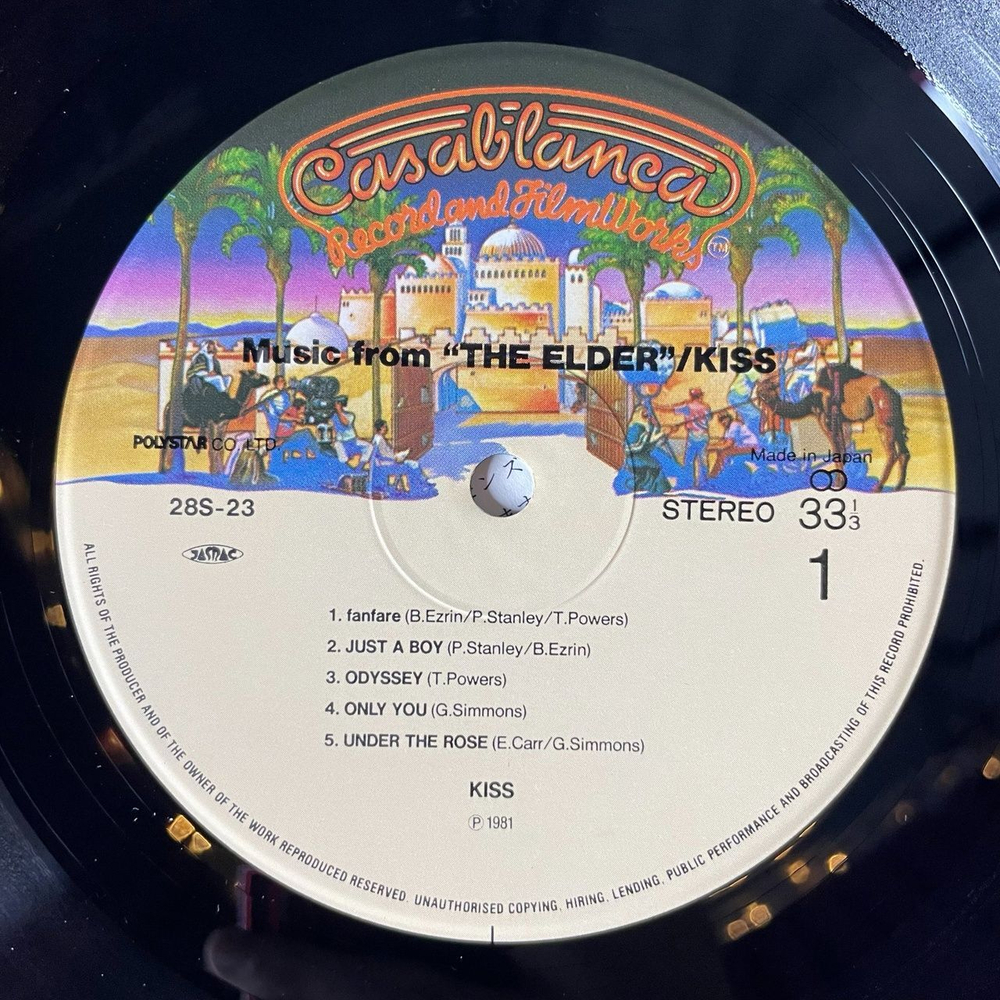 Casablanca
Record and FilmWorks
TM
Music from “THE ELDER”/KISS
POLYSTAR CO., LTD.
Made in Japan
28S-23
STEREO 33⅓
JASRAC
1
1. fanfare (B.Ezrin/P.Stanley/T.Powers)
2. JUST A BOY (P.Stanley/B.Ezrin)
3. ODYSSEY (T.Powers)
4. ONLY YOU (G.Simmons)
5. UNDER THE ROSE (E.Carr/G.Simmons)
KISS
Ⓟ 1981
ALL RIGHTS OF THE PRODUCER AND OF THE OWNER OF THE WORK REPRODUCED RESERVED. UNAUTHORISED COPYING, HIRING, LENDING, PUBLIC PERFORMANCE AND BROADCASTING OF THIS RECORD PROHIBITED.